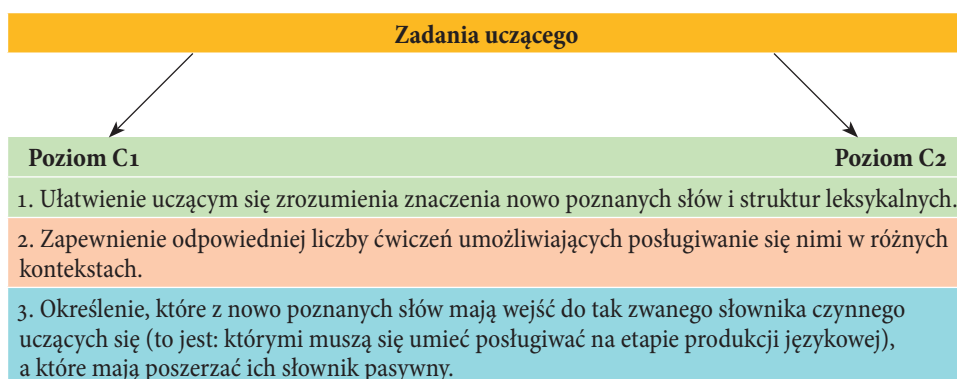 Zadania uczącego
Poziom C1 Poziom C2
1. Ułatwienie uczącym się zrozumienia znaczenia nowo poznanych słów i struktur leksykalnych.
2. Zapewnienie odpowiedniej liczby ćwiczeń umożliwiających posługiwanie się nimi w różnych
kontekstach.
3. Określenie, które z nowo poznanych słów mają wejść do tak zwanego słownika czynnego
uczących się (to jest: którymi muszą się umieć posługiwać na etapie produkcji językowej),
a które mają poszerzać ich słownik pasywny.